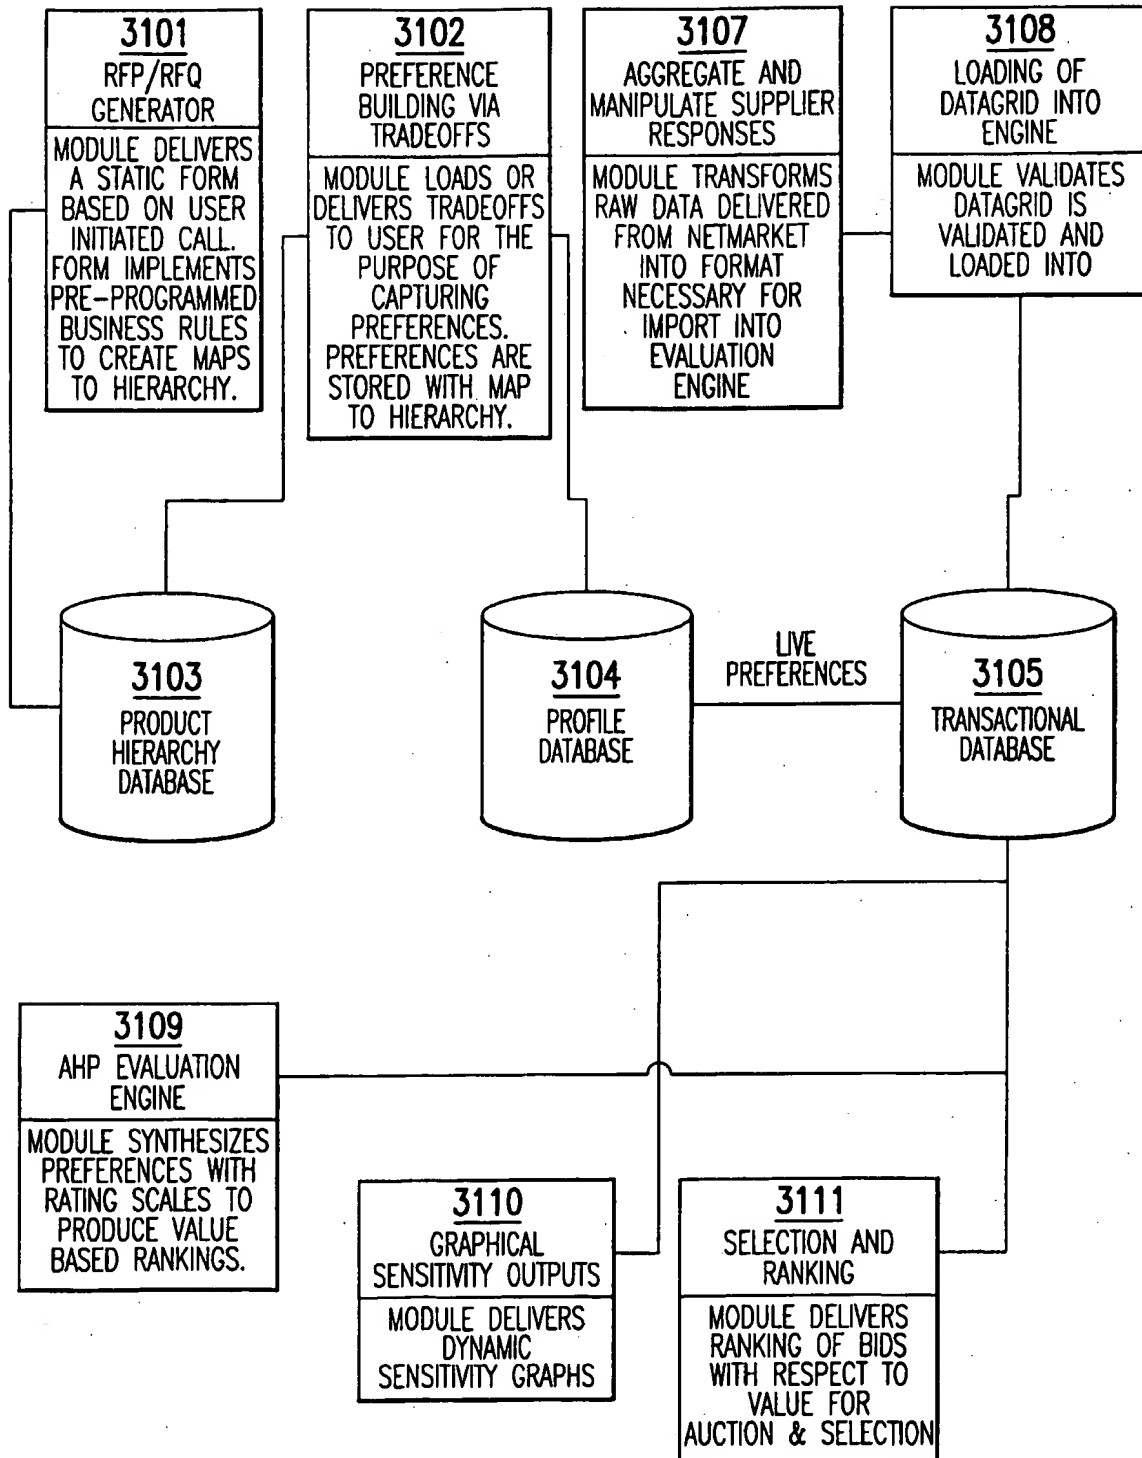 3101
RFP/RFQ
GENERATOR
MODULE DELIVERS
A STATIC FORM
BASED ON USER
INITIATED CALL.
FORM IMPLEMENTS
PRE-PROGRAMMED
BUSINESS RULES
TO CREATE MAPS
TO HIERARCHY.
3102
PREFERENCE
BUILDING VIA
TRADEOFFS
MODULE LOADS OR
DELIVERS TRADEOFFS
TO USER FOR THE
PURPOSE OF
CAPTURING
PREFERENCES.
PREFERENCES ARE
STORED WITH MAP
TO HIERARCHY.
3107
AGGREGATE AND
MANIPULATE SUPPLIER
RESPONSES
MODULE TRANSFORMS
RAW DATA DELIVERED
FROM NETMARKET
INTO FORMAT
NECESSARY FOR
IMPORT INTO
EVALUATION
ENGINE
3108
LOADING OF
DATAGRID INTO
ENGINE
MODULE VALIDATES
DATAGRID IS
VALIDATED AND
LOADED INTO
3103
PRODUCT
HIERARCHY
DATABASE
3104
PROFILE
DATABASE
LIVE
PREFERENCES
3105
TRANSACTIONAL
DATABASE
3109
AHP EVALUATION
ENGINE
MODULE SYNTHESIZES
PREFERENCES WITH
RATING SCALES TO
PRODUCE VALUE
BASED RANKINGS.
3110
GRAPHICAL
SENSITIVITY OUTPUTS
MODULE DELIVERS
DYNAMIC
SENSITIVITY GRAPHS
3111
SELECTION AND
RANKING
MODULE DELIVERS
RANKING OF BIDS
WITH RESPECT TO
VALUE FOR
AUCTION & SELECTION